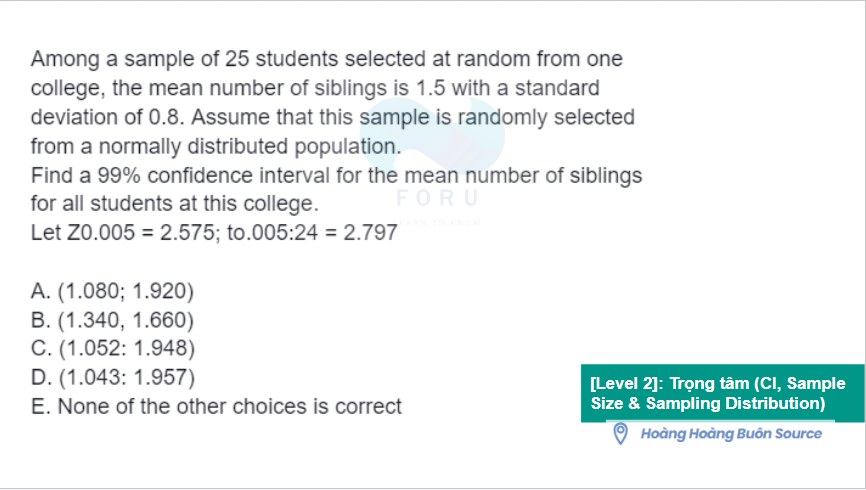 Among a sample of 25 students selected at random from one
college, the mean number of siblings is 1.5 with a standard
deviation of 0.8. Assume that this sample is randomly selected
from a normally distributed population.
Find a 99% confidence interval for the mean number of siblings
for all students at this college.
FORU
Let Z0.005 = 2.575; to.005:24 = 2.797
A. (1.080; 1.920)
B. (1.340, 1.660)
C. (1.052: 1.948)
D. (1.043: 1.957)
E. None of the other choices is correct
[Level 2]: Trọng tâm (CI, Sample
Size & Sampling Distribution)
Hoàng Hoàng Buôn Source